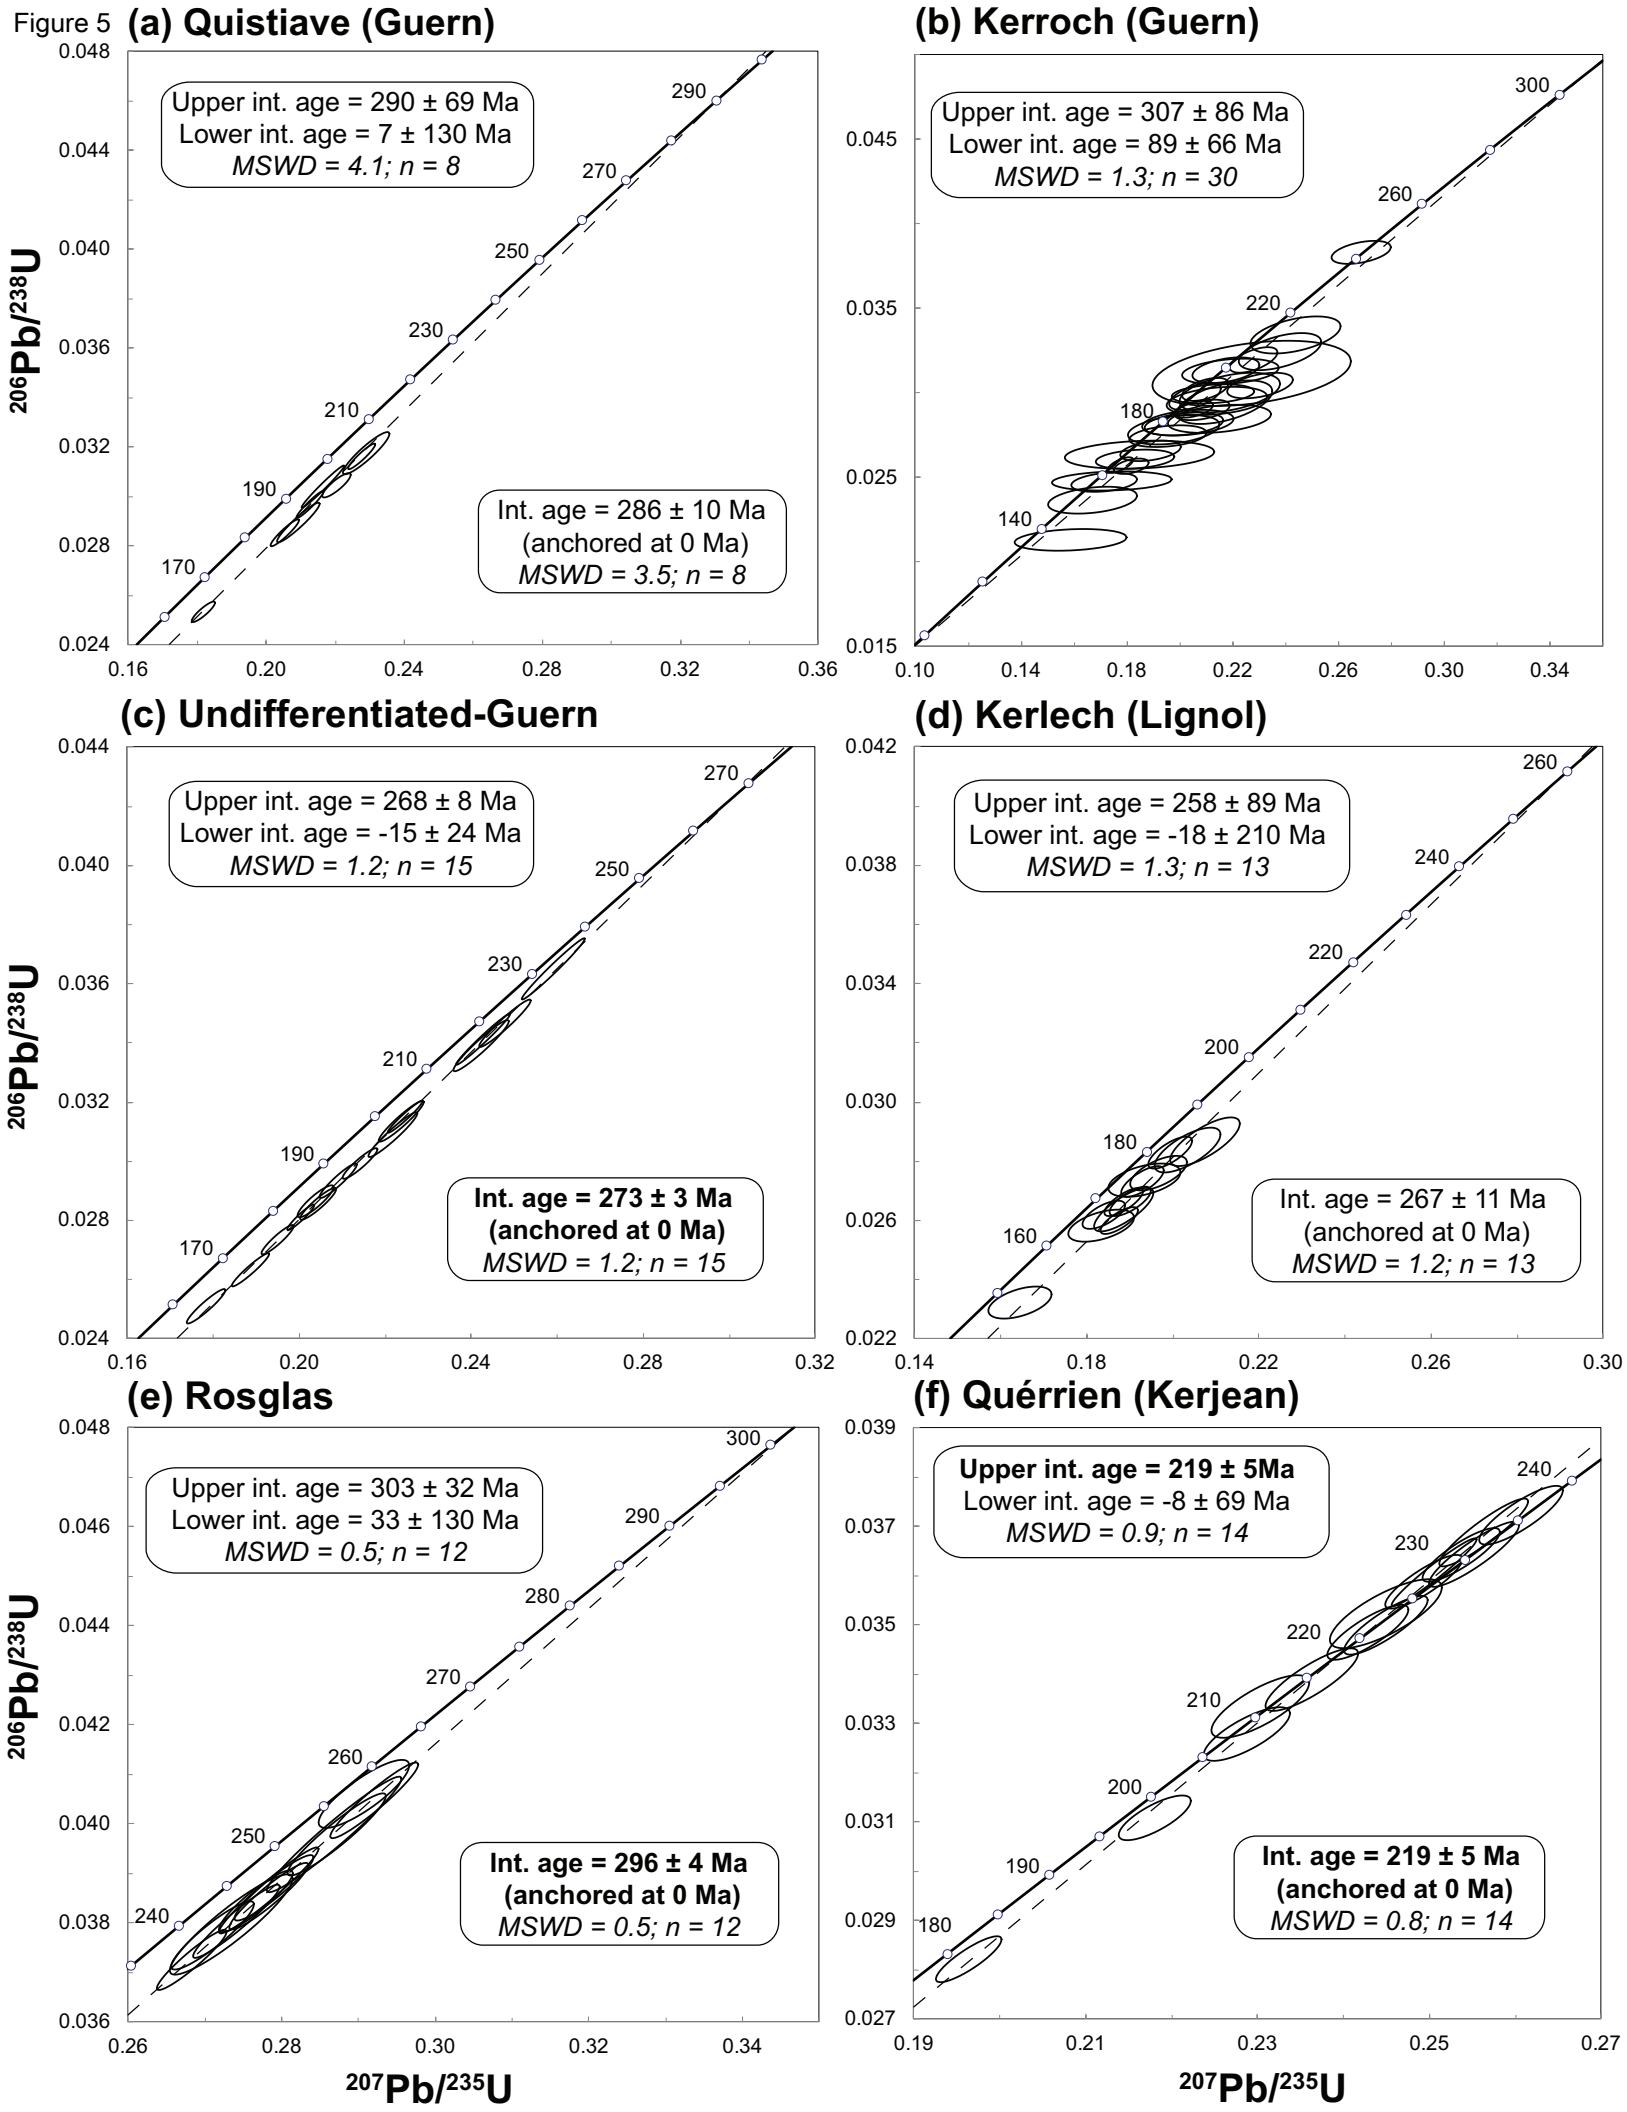 Figure 5
(a) Quistiave (Guern)
0.048
0.044
0.040
0.036
0.032
0.028
0.024
206Pb/238U
Upper int. age = 290 ± 69 Ma
Lower int. age = 7 ± 130 Ma
MSWD = 4.1; n = 8
290
270
250
230
210
190
170
Int. age = 286 ± 10 Ma
(anchored at 0 Ma)
MSWD = 3.5; n = 8
0.16 0.20 0.24 0.28 0.32 0.36
(b) Kerroch (Guern)
0.045
0.035
0.025
0.015
Upper int. age = 307 ± 86 Ma
Lower int. age = 89 ± 66 Ma
MSWD = 1.3; n = 30
300
260
220
180
140
0.10 0.14 0.18 0.22 0.26 0.30 0.34
(c) Undifferentiated-Guern
0.044
0.040
0.036
0.032
0.028
0.024
206Pb/238U
Upper int. age = 268 ± 8 Ma
Lower int. age = -15 ± 24 Ma
MSWD = 1.2; n = 15
270
250
230
210
190
170
Int. age = 273 ± 3 Ma
(anchored at 0 Ma)
MSWD = 1.2; n = 15
0.16 0.20 0.24 0.28 0.32
(d) Kerlech (Lignol)
0.042
0.038
0.034
0.030
0.026
0.022
Upper int. age = 258 ± 89 Ma
Lower int. age = -18 ± 210 Ma
MSWD = 1.3; n = 13
260
240
220
200
180
160
Int. age = 267 ± 11 Ma
(anchored at 0 Ma)
MSWD = 1.2; n = 13
0.14 0.18 0.22 0.26 0.30
(e) Rosglas
0.048
0.046
0.044
0.042
0.040
0.038
0.036
206Pb/238U
Upper int. age = 303 ± 32 Ma
Lower int. age = 33 ± 130 Ma
MSWD = 0.5; n = 12
300
290
280
270
260
250
240
Int. age = 296 ± 4 Ma
(anchored at 0 Ma)
MSWD = 0.5; n = 12
0.26 0.28 0.30 0.32 0.34
207Pb/235U
(f) Quérrien (Kerjean)
0.039
0.037
0.035
0.033
0.031
0.029
0.027
Upper int. age = 219 ± 5Ma
Lower int. age = -8 ± 69 Ma
MSWD = 0.9; n = 14
240
230
220
210
200
190
180
Int. age = 219 ± 5 Ma
(anchored at 0 Ma)
MSWD = 0.8; n = 14
0.19 0.21 0.23 0.25 0.27
207Pb/235U